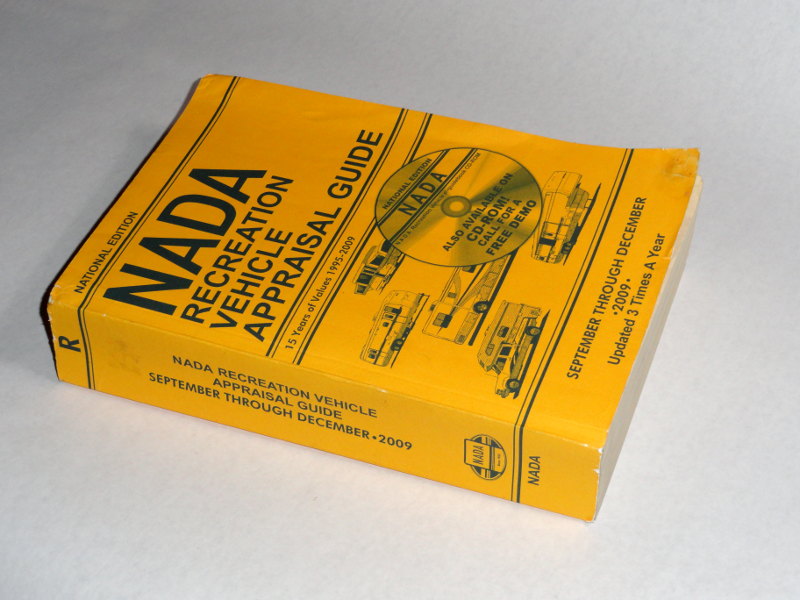 NATIONAL EDITION
NADA
RECREATION
VEHICLE
APPRAISAL GUIDE
15 Years of Values 1995-2009
NATIONAL EDITION
NADA
ALSO AVAILABLE ON
CD-ROM!
CALL FOR A
FREE DEMO
SEPTEMBER THROUGH DECEMBER
•2009•
Updated 3 Times A Year
R
NADA RECREATION VEHICLE
APPRAISAL GUIDE
SEPTEMBER THROUGH DECEMBER•2009
NADA
NADA